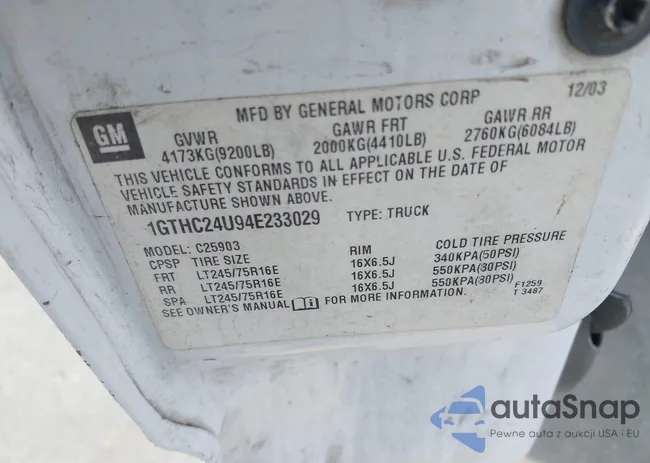 MFD BY GENERAL MOTORS CORP 12/03
GM
GVWR GAWR FRT GAWR RR
4173KG(9200LB) 2000KG(4410LB) 2760KG(6084LB)
THIS VEHICLE CONFORMS TO ALL APPLICABLE U.S. FEDERAL MOTOR
VEHICLE SAFETY STANDARDS IN EFFECT ON THE DATE OF
MANUFACTURE SHOWN ABOVE.
1GTHC24U94E233029 TYPE: TRUCK
MODEL: C25903
CPSP TIRE SIZE RIM COLD TIRE PRESSURE
FRT LT245/75R16E 16X6.5J 340KPA(50PSI)
RR LT245/75R16E 16X6.5J 550KPA(80PSI)
SPA LT245/75R16E 16X6.5J 550KPA(80PSI)
SEE OWNER'S MANUAL FOR MORE INFORMATION.
F1259
T 3487
autoSnap
Pewne auta z aukcji USA i EU